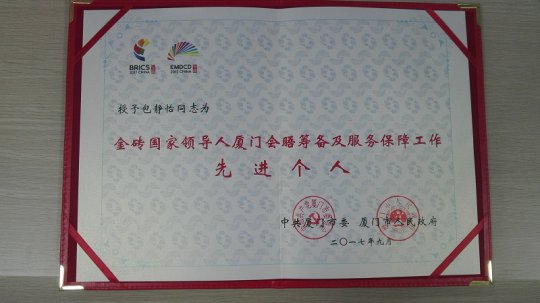 BRICS
2017 CHINA
EMDCD
2017 CHINA
授予包静怡同志为
金砖国家领导人厦门会晤筹备及服务保障工作
先进个人
中共厦门市委 厦门市人民政府
二〇一七年九月